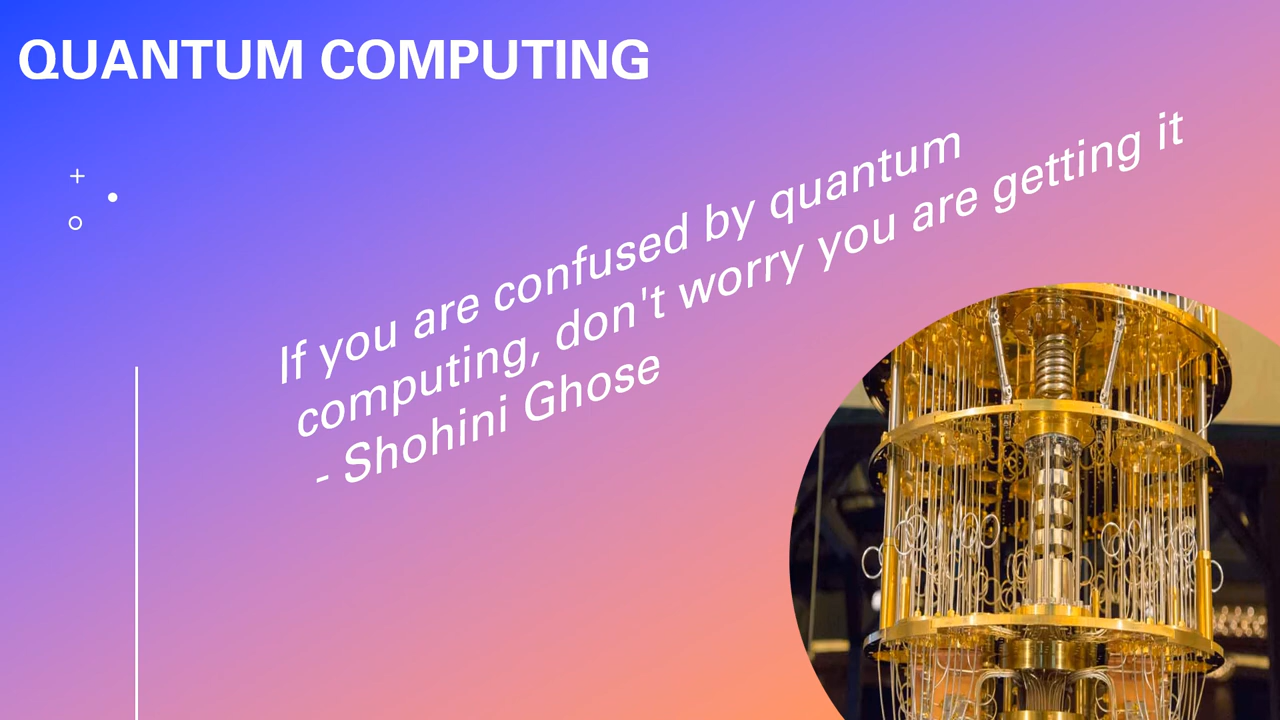 QUANTUM COMPUTING
If you are confused by quantum
computing, don't worry you are getting it
- Shohini Ghose